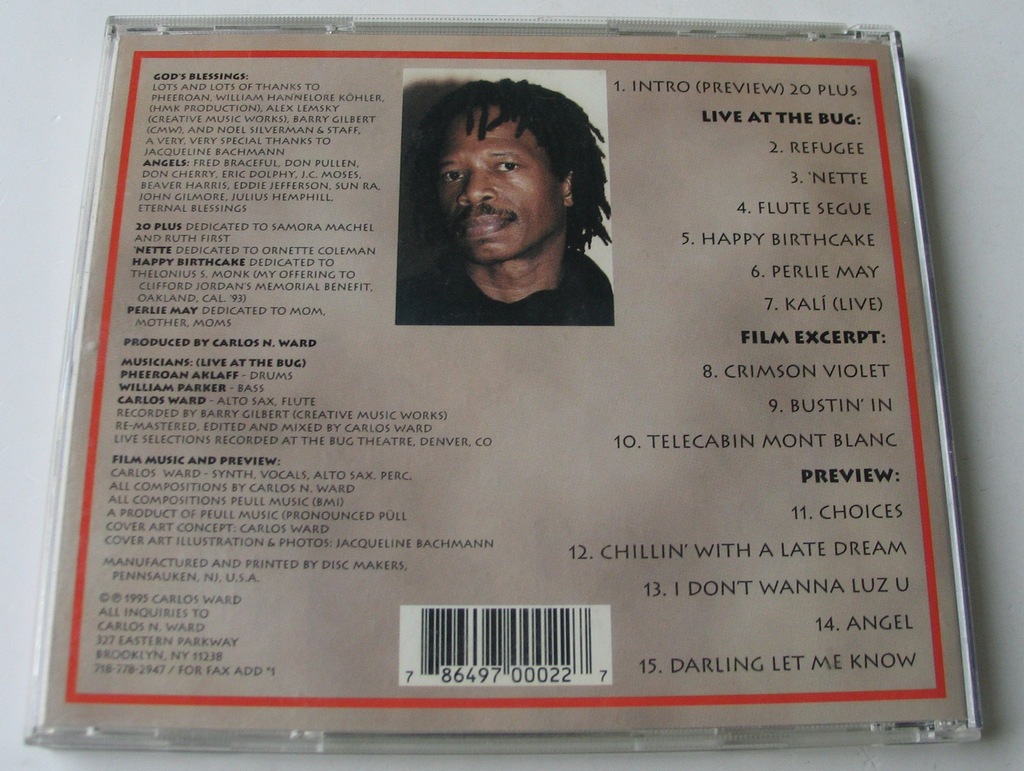 GOD'S BLESSINGS:
LOTS AND LOTS OF THANKS TO
PHEEROAN, WILLIAM HANNELORE KÖHLER,
(HMK PRODUCTION), ALEX LEMSKY
(CREATIVE MUSIC WORKS), BARRY GILBERT
(CMW), AND NOEL SILVERMAN & STAFF,
A VERY, VERY SPECIAL THANKS TO
JACQUELINE BACHMANN
ANGELS: FRED BRACEFUL, DON PULLEN,
DON CHERRY, ERIC DOLPHY, J.C. MOSES,
BEAVER HARRIS, EDDIE JEFFERSON, SUN RA,
JOHN GILMORE, JULIUS HEMPHILL,
ETERNAL BLESSINGS
20 PLUS DEDICATED TO SAMORA MACHEL
AND RUTH FIRST
'NETTE DEDICATED TO ORNETTE COLEMAN
HAPPY BIRTHCAKE DEDICATED TO
THELONIUS S. MONK (MY OFFERING TO
CLIFFORD JORDAN'S MEMORIAL BENEFIT,
OAKLAND, CAL. '93)
PERLIE MAY DEDICATED TO MOM,
MOTHER, MOMS
PRODUCED BY CARLOS N. WARD
MUSICIANS: (LIVE AT THE BUG)
PHEEROAN AKLAFF - DRUMS
WILLIAM PARKER - BASS
CARLOS WARD - ALTO SAX, FLUTE
RECORDED BY BARRY GILBERT (CREATIVE MUSIC WORKS)
RE-MASTERED, EDITED AND MIXED BY CARLOS WARD
LIVE SELECTIONS RECORDED AT THE BUG THEATRE, DENVER, CO
FILM MUSIC AND PREVIEW:
CARLOS WARD - SYNTH, VOCALS, ALTO SAX. PERC.
ALL COMPOSITIONS BY CARLOS N. WARD
ALL COMPOSITIONS PEULL MUSIC (BMI)
A PRODUCT OF PEULL MUSIC (PRONOUNCED PÜLL
COVER ART CONCEPT: CARLOS WARD
COVER ART ILLUSTRATION & PHOTOS: JACQUELINE BACHMANN
MANUFACTURED AND PRINTED BY DISC MAKERS,
PENNSAUKEN, NJ, U.S.A.
©℗ 1995 CARLOS WARD
ALL INQUIRIES TO
CARLOS N. WARD
327 EASTERN PARKWAY
BROOKLYN, NY 11238
718-778-2947 / FOR FAX ADD *1
1. INTRO (PREVIEW) 20 PLUS
LIVE AT THE BUG:
2. REFUGEE
3. 'NETTE
4. FLUTE SEGUE
5. HAPPY BIRTHCAKE
6. PERLIE MAY
7. KALÍ (LIVE)
FILM EXCERPT:
8. CRIMSON VIOLET
9. BUSTIN' IN
10. TELECABIN MONT BLANC
PREVIEW:
11. CHOICES
12. CHILLIN' WITH A LATE DREAM
13. I DON'T WANNA LUZ U
14. ANGEL
15. DARLING LET ME KNOW
7 86497 00022 7